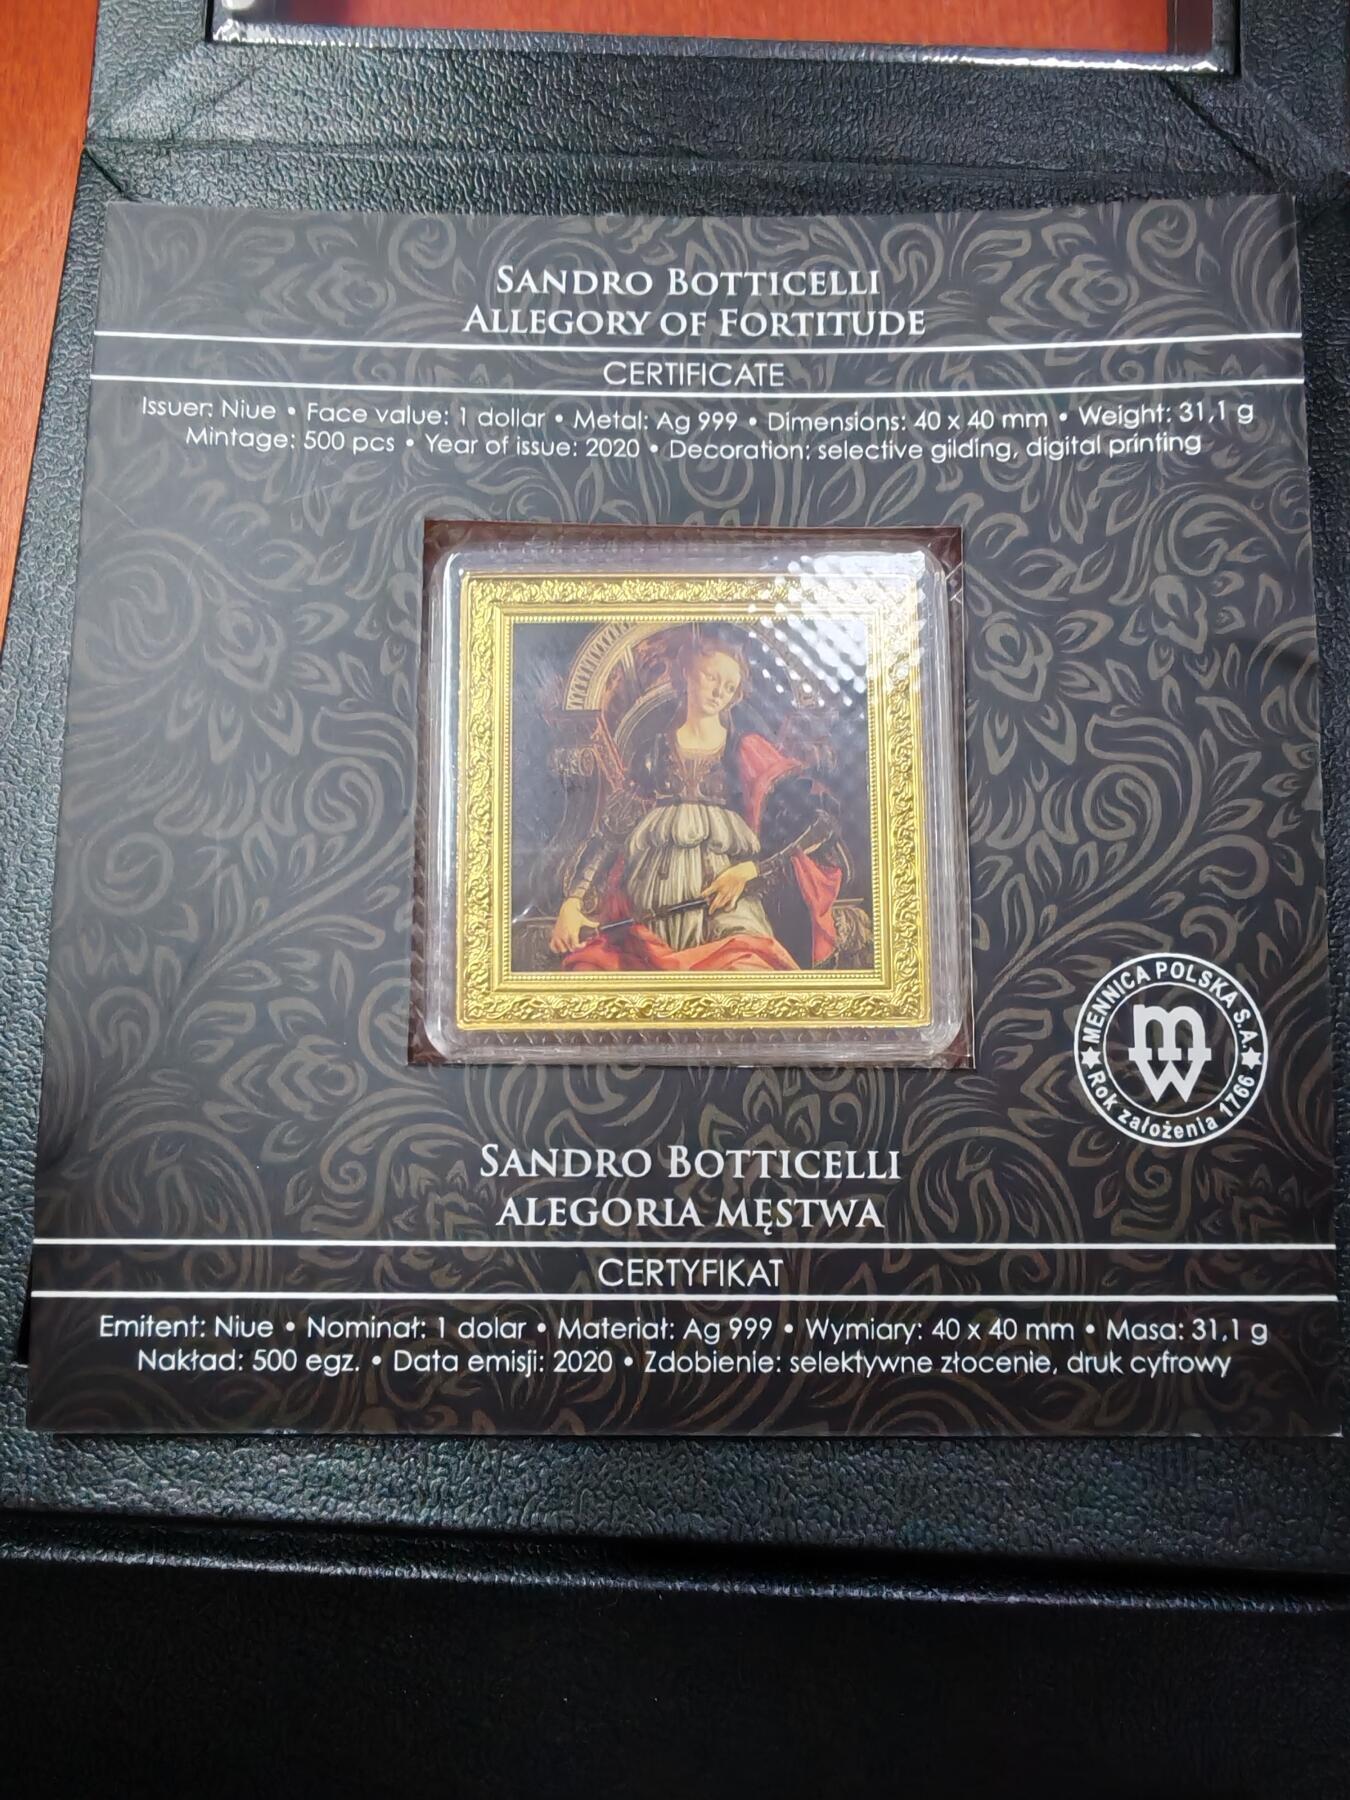 SANDRO BOTTICELLI
ALLEGORY OF FORTITUDE
CERTIFICATE
Issuer: Niue • Face value: 1 dollar • Metal: Ag 999 • Dimensions: 40 x 40 mm • Weight: 31,1 g
Mintage: 500 pcs • Year of issue: 2020 • Decoration: selective gilding, digital printing
MENNICA POLSKA S.A.
mw
Rok założenia 1766
SANDRO BOTTICELLI
ALEGORIA MĘSTWA
CERTYFIKAT
Emitent: Niue • Nominał: 1 dolar • Materiał: Ag 999 • Wymiary: 40 x 40 mm • Masa: 31,1 g
Nakład: 500 egz. • Data emisji: 2020 • Zdobienie: selektywne złocenie, druk cyfrowy